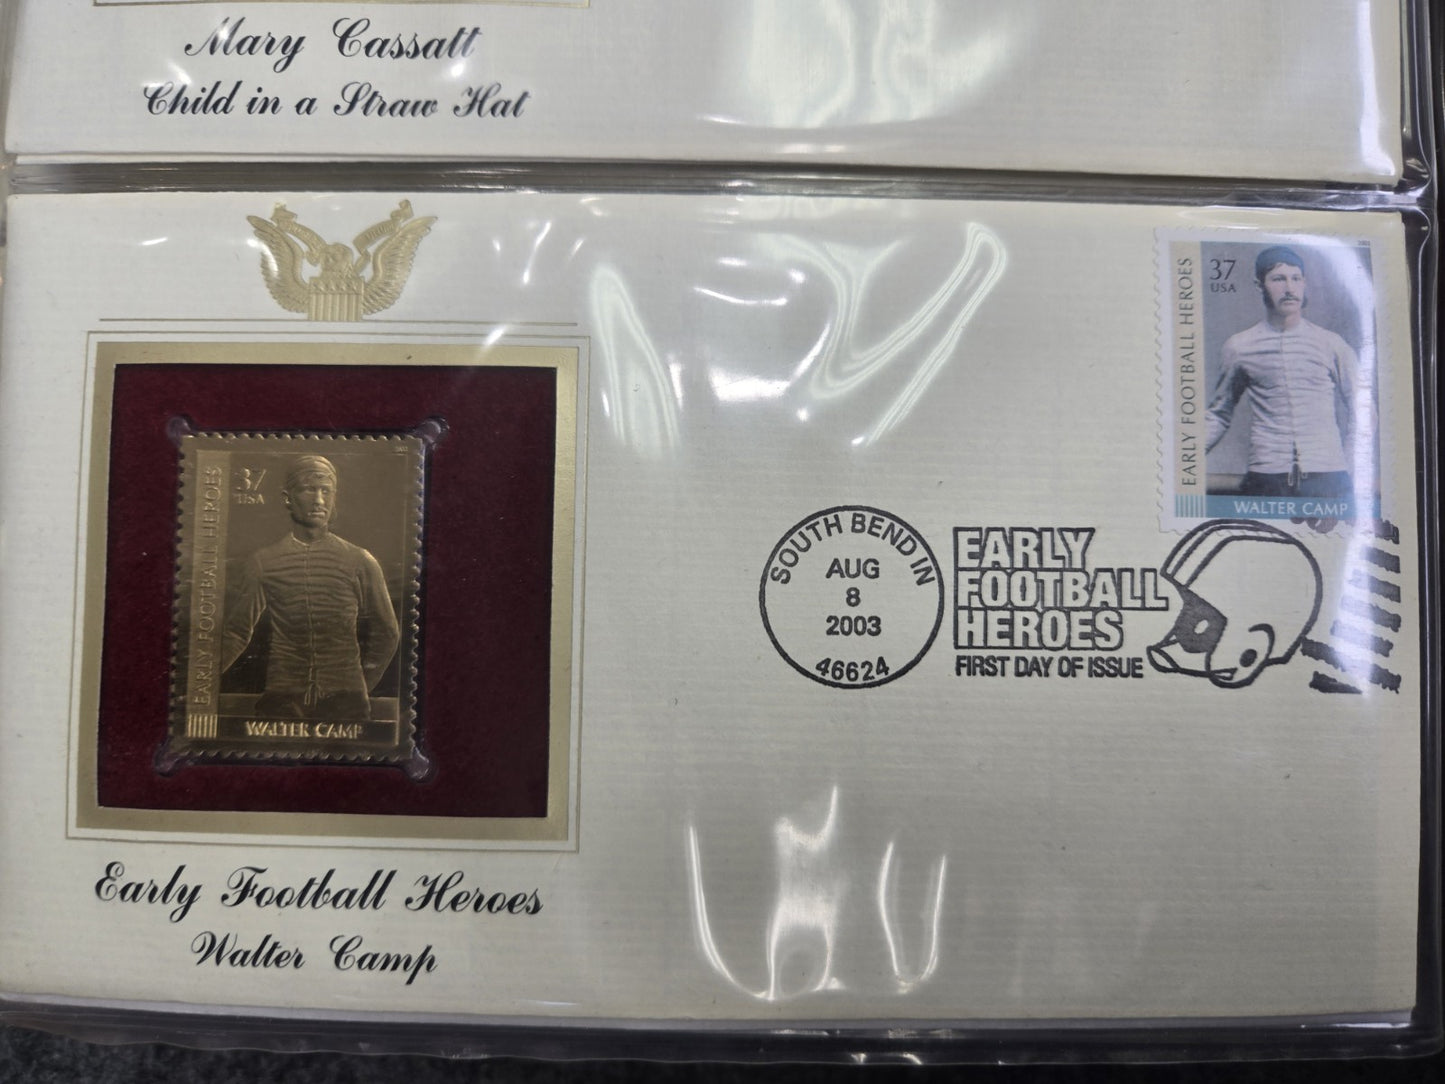 Mary Cassatt
Child in a Straw Hat
37
USA
2003
EARLY FOOTBALL HEROES
WALTER CAMP
37
USA
2003
EARLY FOOTBALL HEROES
WALTER CAMP
SOUTH BEND IN
AUG
8
2003
46624
EARLY
FOOTBALL
HEROES
FIRST DAY OF ISSUE
Early Football Heroes
Walter Camp